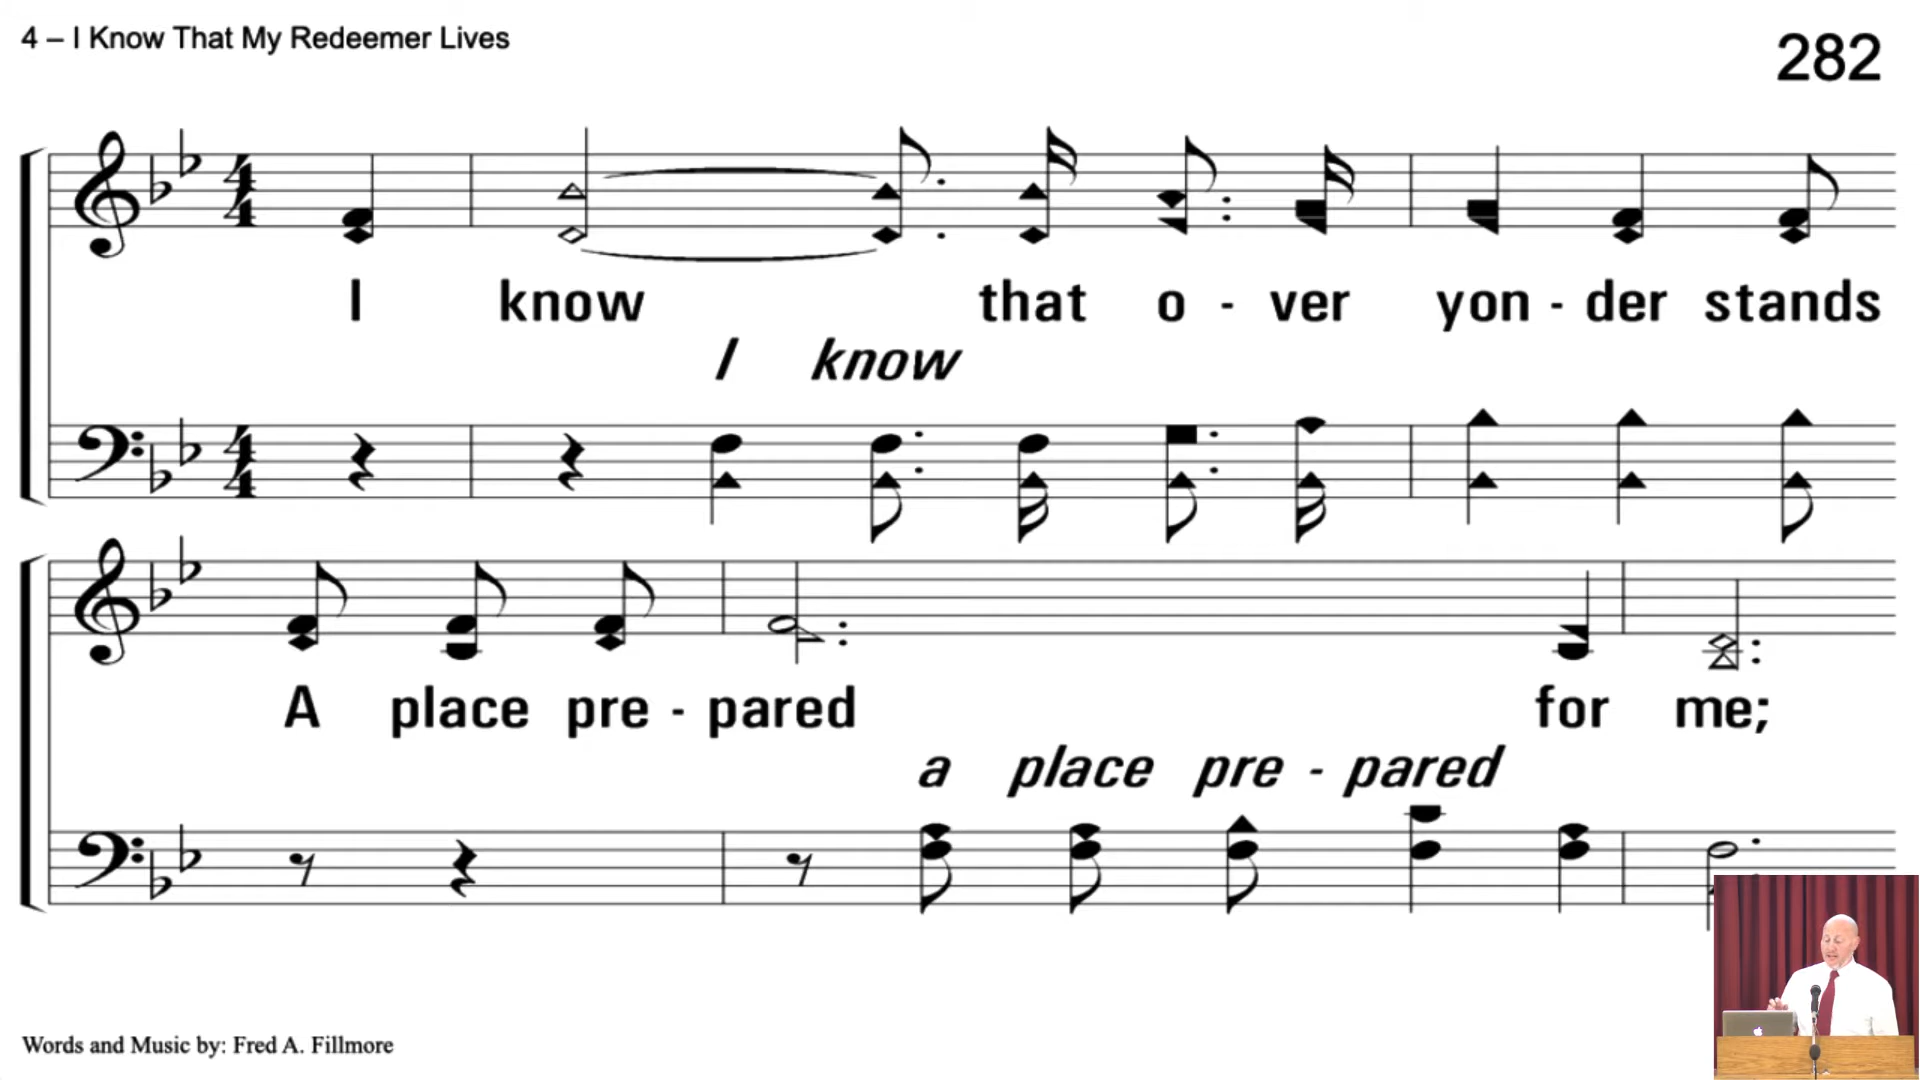 4 – I Know That My Redeemer Lives
282
I know that o - ver yon - der stands
I know
A place pre - pared for me;
a place pre - pared
Words and Music by: Fred A. Fillmore